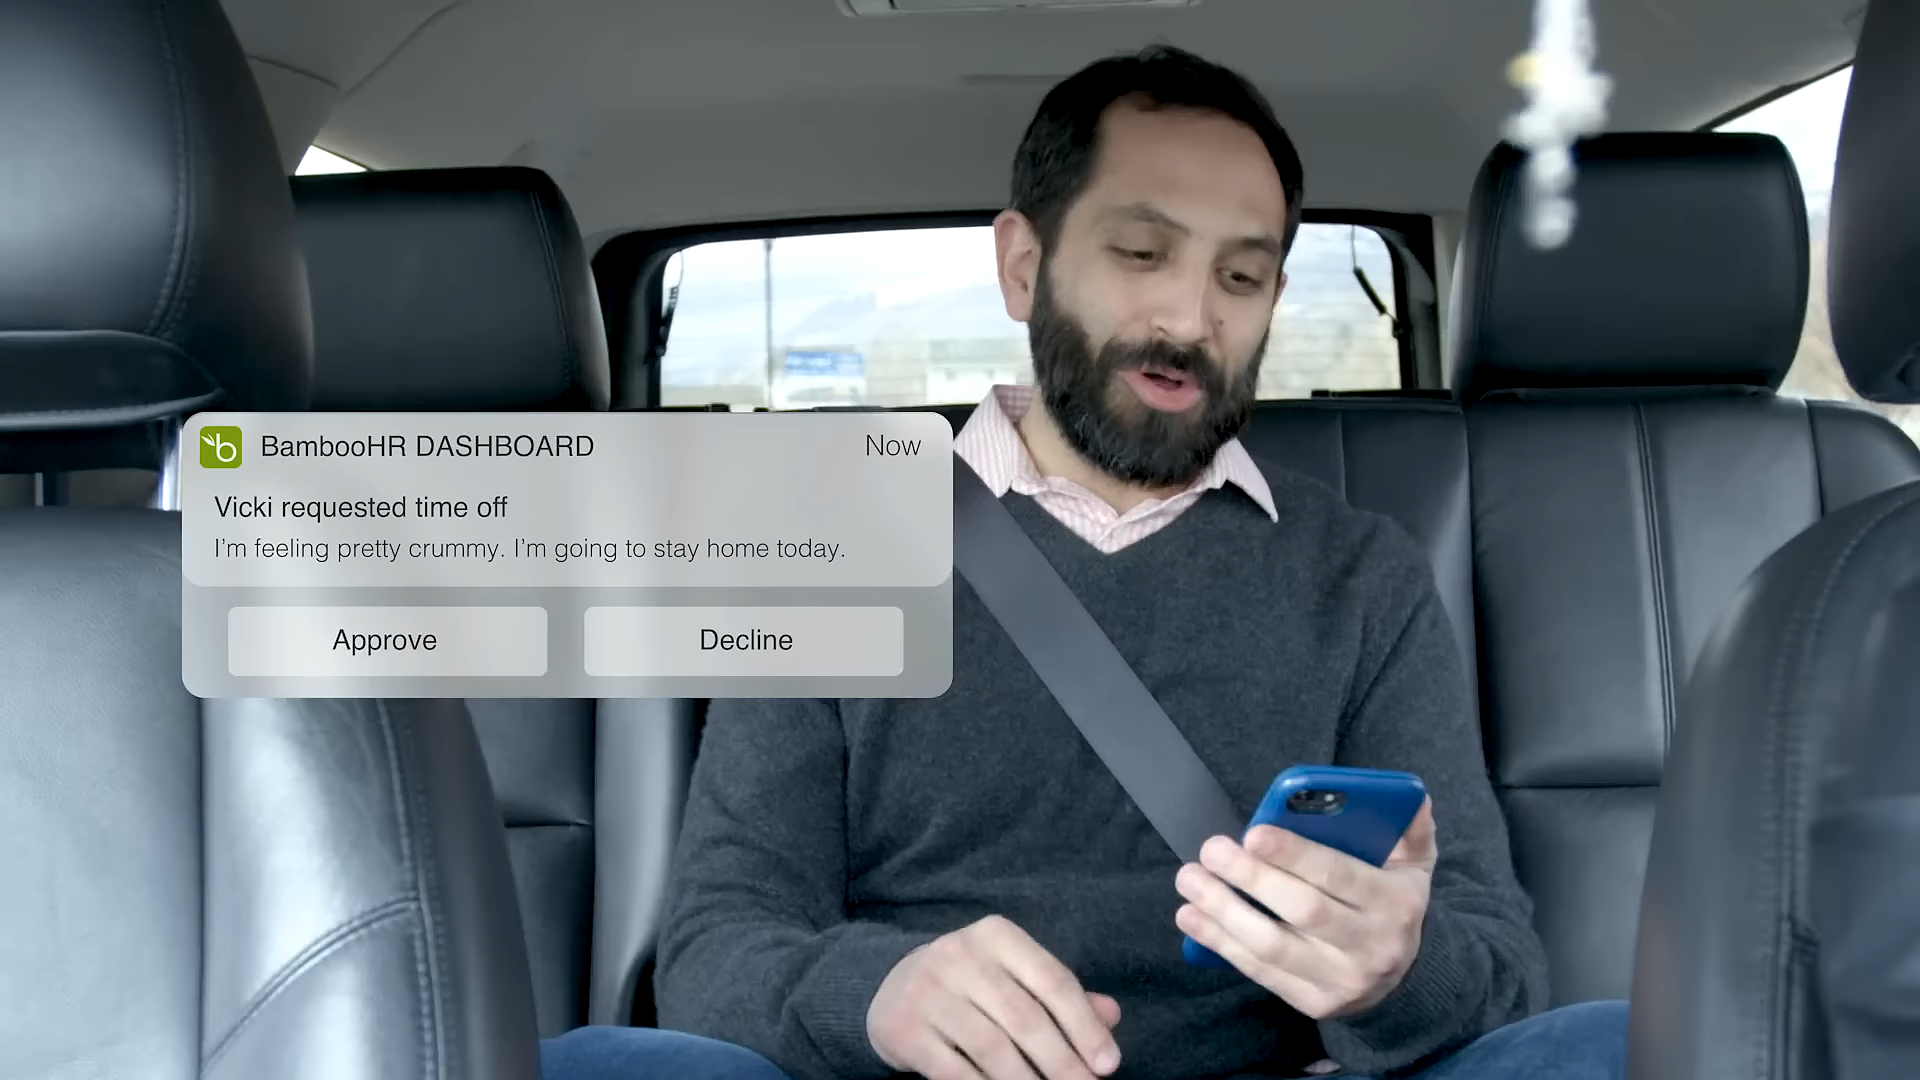 BambooHR DASHBOARD Now
Vicki requested time off
I'm feeling pretty crummy. I'm going to stay home today.
Approve Decline